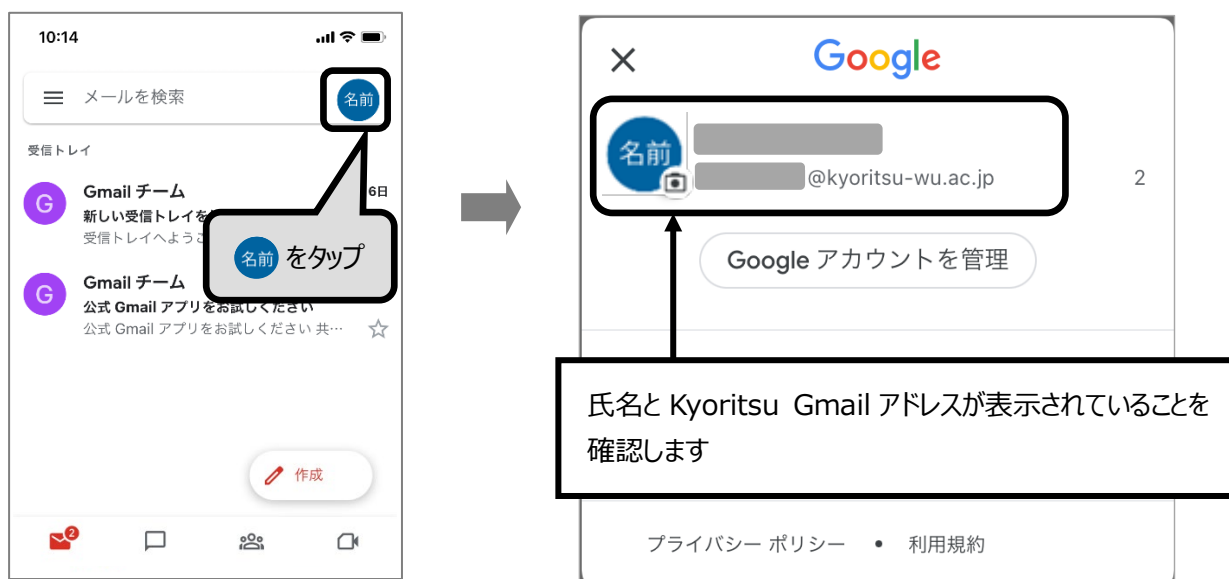 10:14
メールを検索
名前
受信トレイ
G
Gmail チーム
6日
新しい受信トレイを
受信トレイへようこ
名前 をタップ
G
Gmail チーム
公式 Gmail アプリをお試しください
公式 Gmail アプリをお試しください 共…
作成
2
Google
名前
@kyoritsu-wu.ac.jp
2
Google アカウントを管理
氏名と Kyoritsu Gmail アドレスが表示されていることを
確認します
プライバシー ポリシー • 利用規約